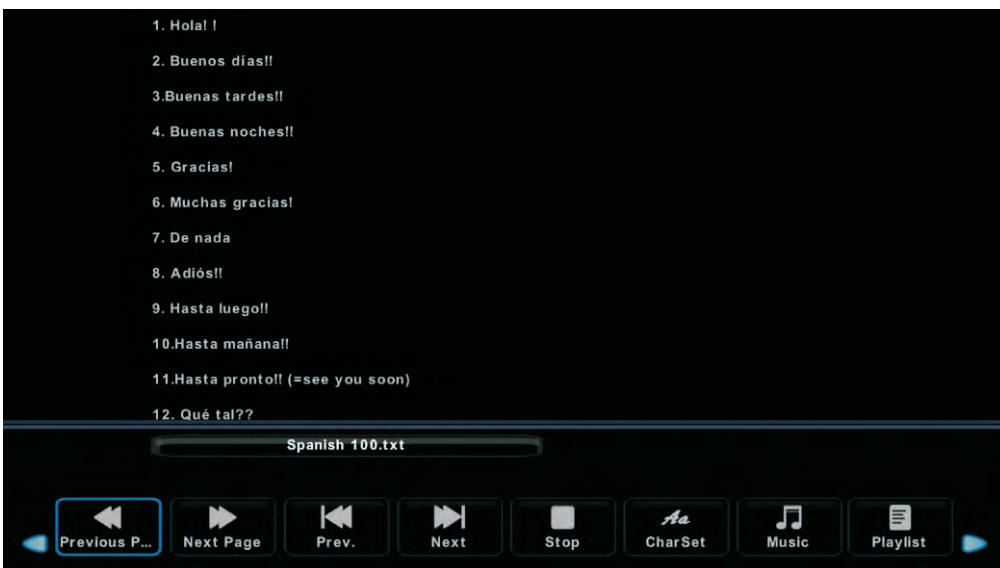 1. Hola! !
2. Buenos días!!
3.Buenas tardes!!
4. Buenas noches!!
5. Gracias!
6. Muchas gracias!
7. De nada
8. Adiós!!
9. Hasta luego!!
10.Hasta mañana!!
11.Hasta pronto!! (=see you soon)
12. Qué tal??
Spanish 100.txt
Previous P... Next Page Prev. Next Stop Aa CharSet Music Playlist